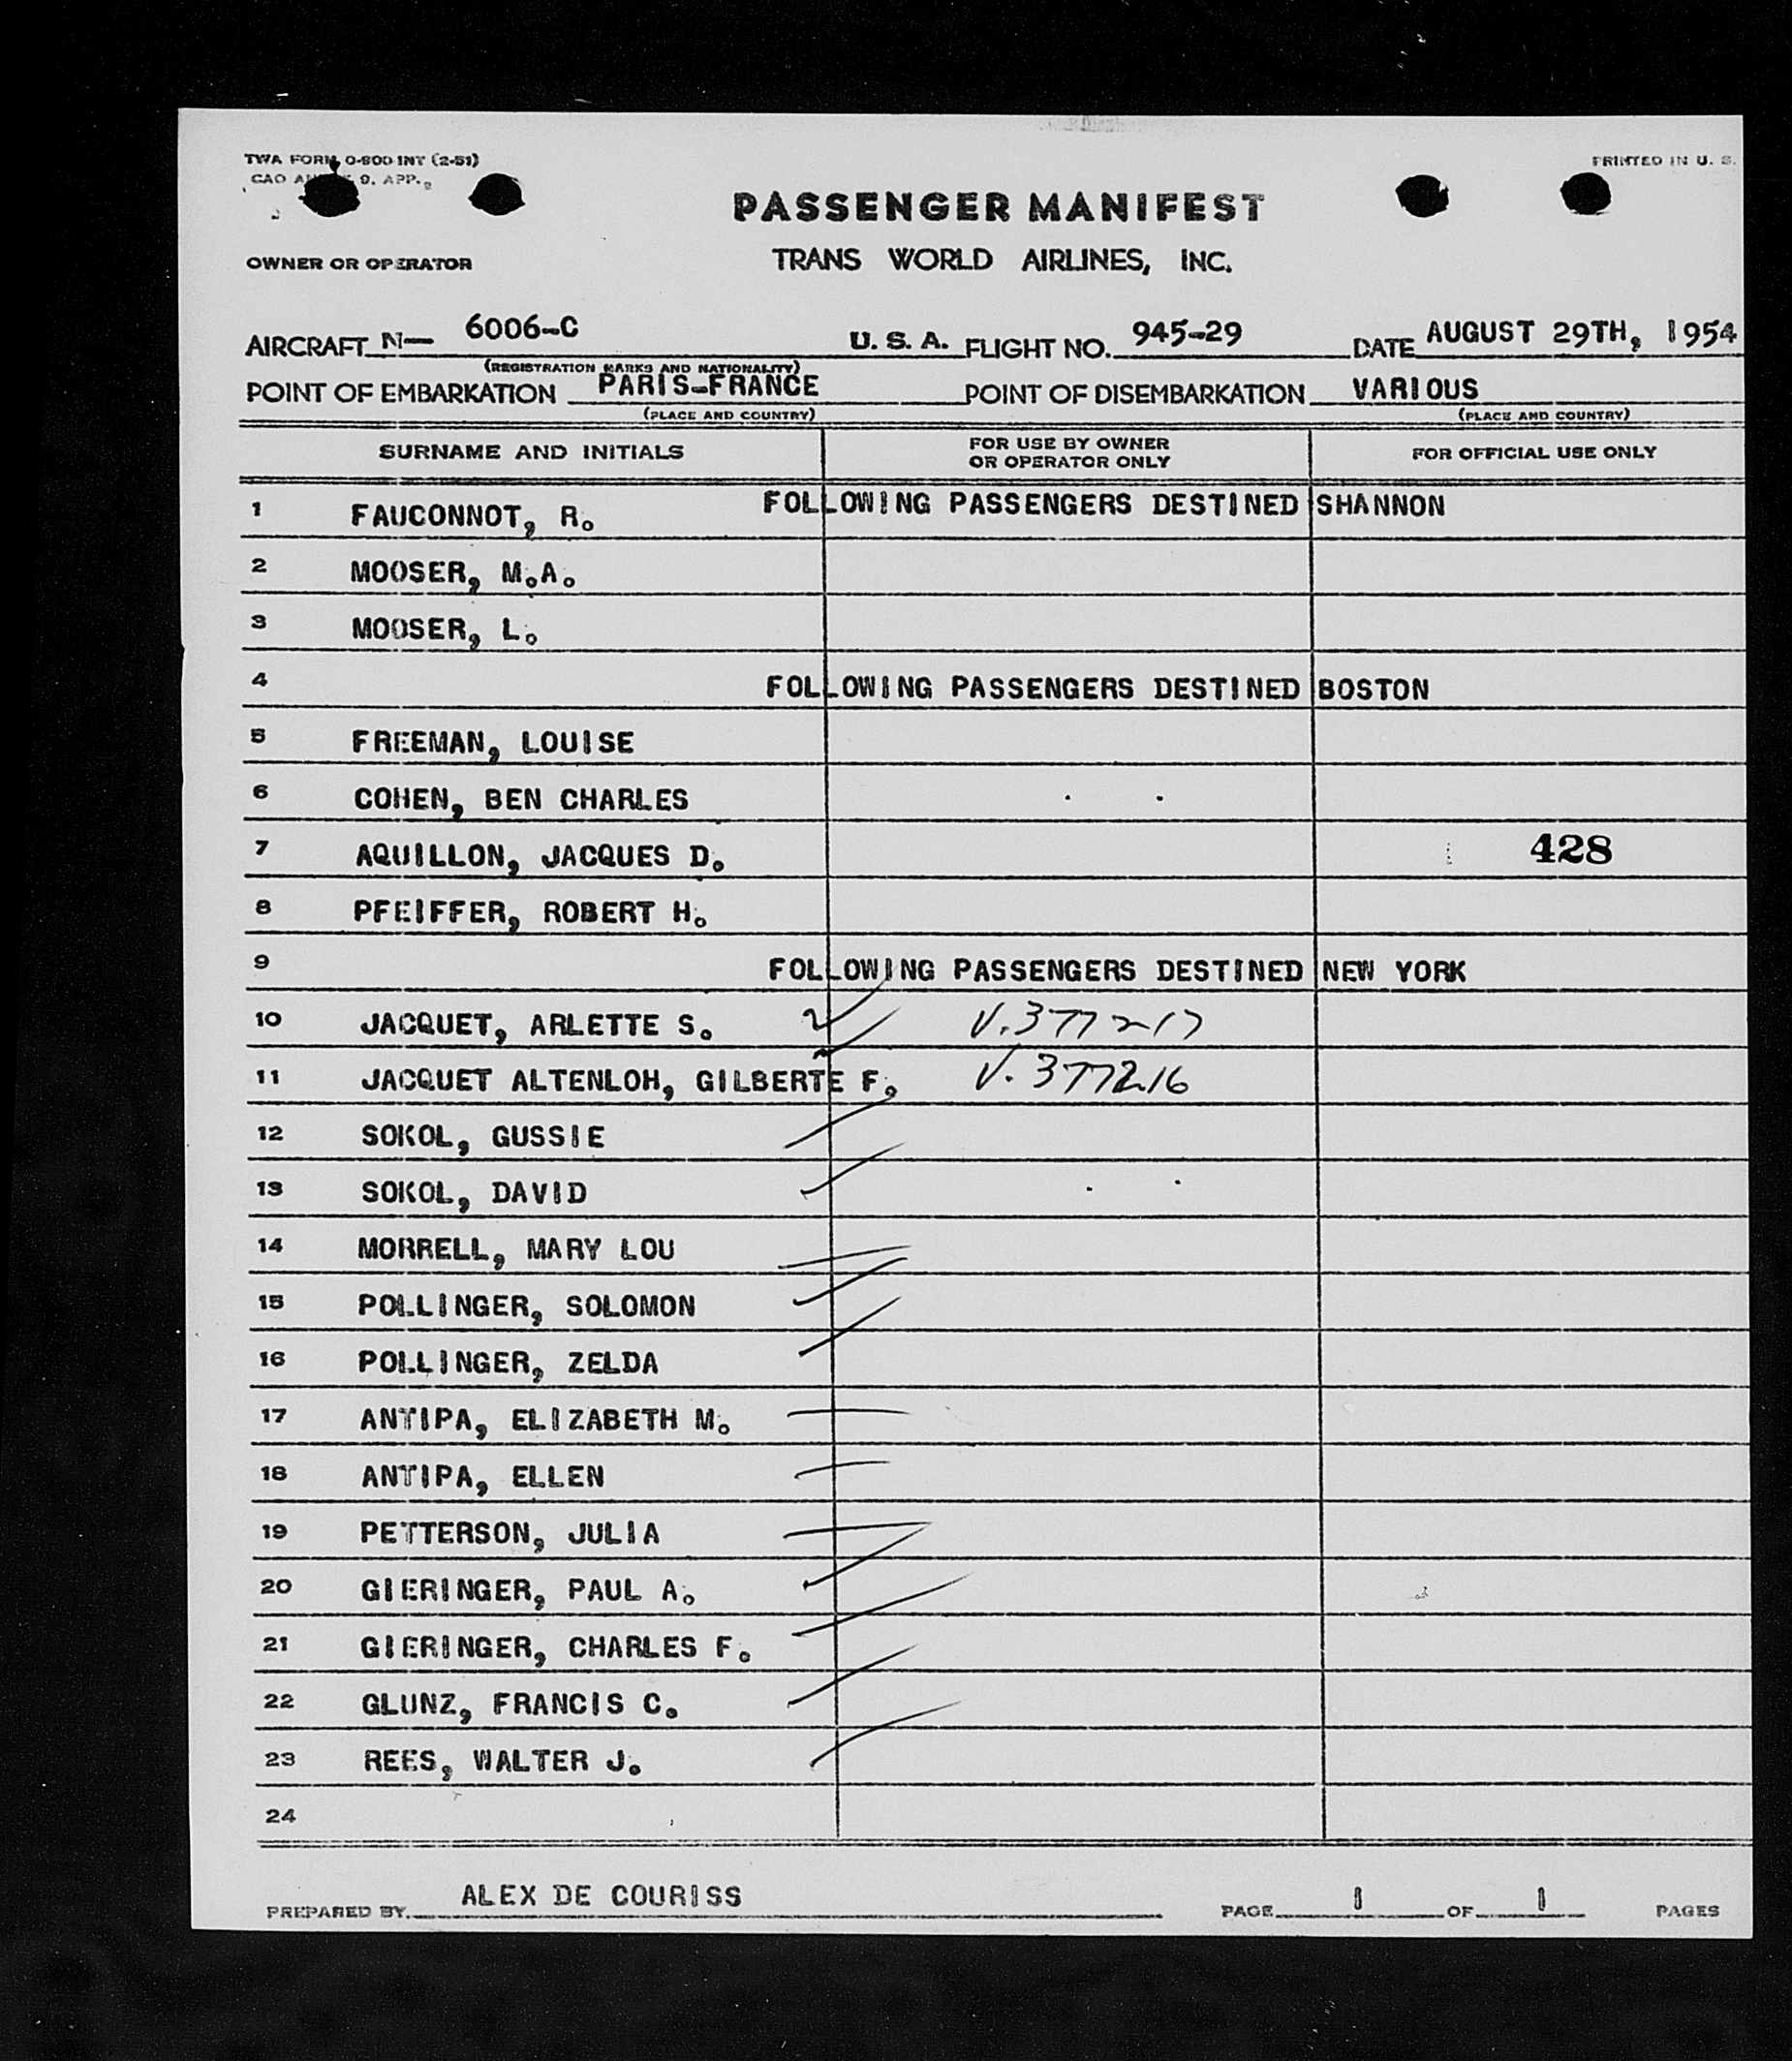 TWA FORM O-800 INT (2-51)
PRINTED IN U. S.
CAO 9. APP.
PASSENGER MANIFEST
OWNER OR OPERATOR TRANS WORLD AIRLINES, INC.
AIRCRAFT N— 6006-C U. S. A. FLIGHT NO. 945-29 DATE AUGUST 29TH, 1954
(REGISTRATION MARKS AND NATIONALITY)
POINT OF EMBARKATION PARIS-FRANCE POINT OF DISEMBARKATION VARIOUS
(PLACE AND COUNTRY) (PLACE AND COUNTRY)
SURNAME AND INITIALS FOR USE BY OWNER OR OPERATOR ONLY FOR OFFICIAL USE ONLY
1 FAUCONNOT, R. FOLLOWING PASSENGERS DESTINED SHANNON
2 MOOSER, M.A.
3 MOOSER, L.
4 FOLLOWING PASSENGERS DESTINED BOSTON
5 FREEMAN, LOUISE
6 COHEN, BEN CHARLES
7 AQUILLON, JACQUES D. 428
8 PFEIFFER, ROBERT H.
9 FOLLOWING PASSENGERS DESTINED NEW YORK
10 JACQUET, ARLETTE S. V.377217
11 JACQUET ALTENLOH, GILBERTE F. V.377216
12 SOKOL, GUSSIE
13 SOKOL, DAVID
14 MORRELL, MARY LOU
15 POLLINGER, SOLOMON
16 POLLINGER, ZELDA
17 ANTIPA, ELIZABETH M.
18 ANTIPA, ELLEN
19 PETTERSON, JULIA
20 GIERINGER, PAUL A.
21 GIERINGER, CHARLES F.
22 GLUNZ, FRANCIS C.
23 REES, WALTER J.
24
PREPARED BY ALEX DE COURISS PAGE 1 OF 1 PAGES